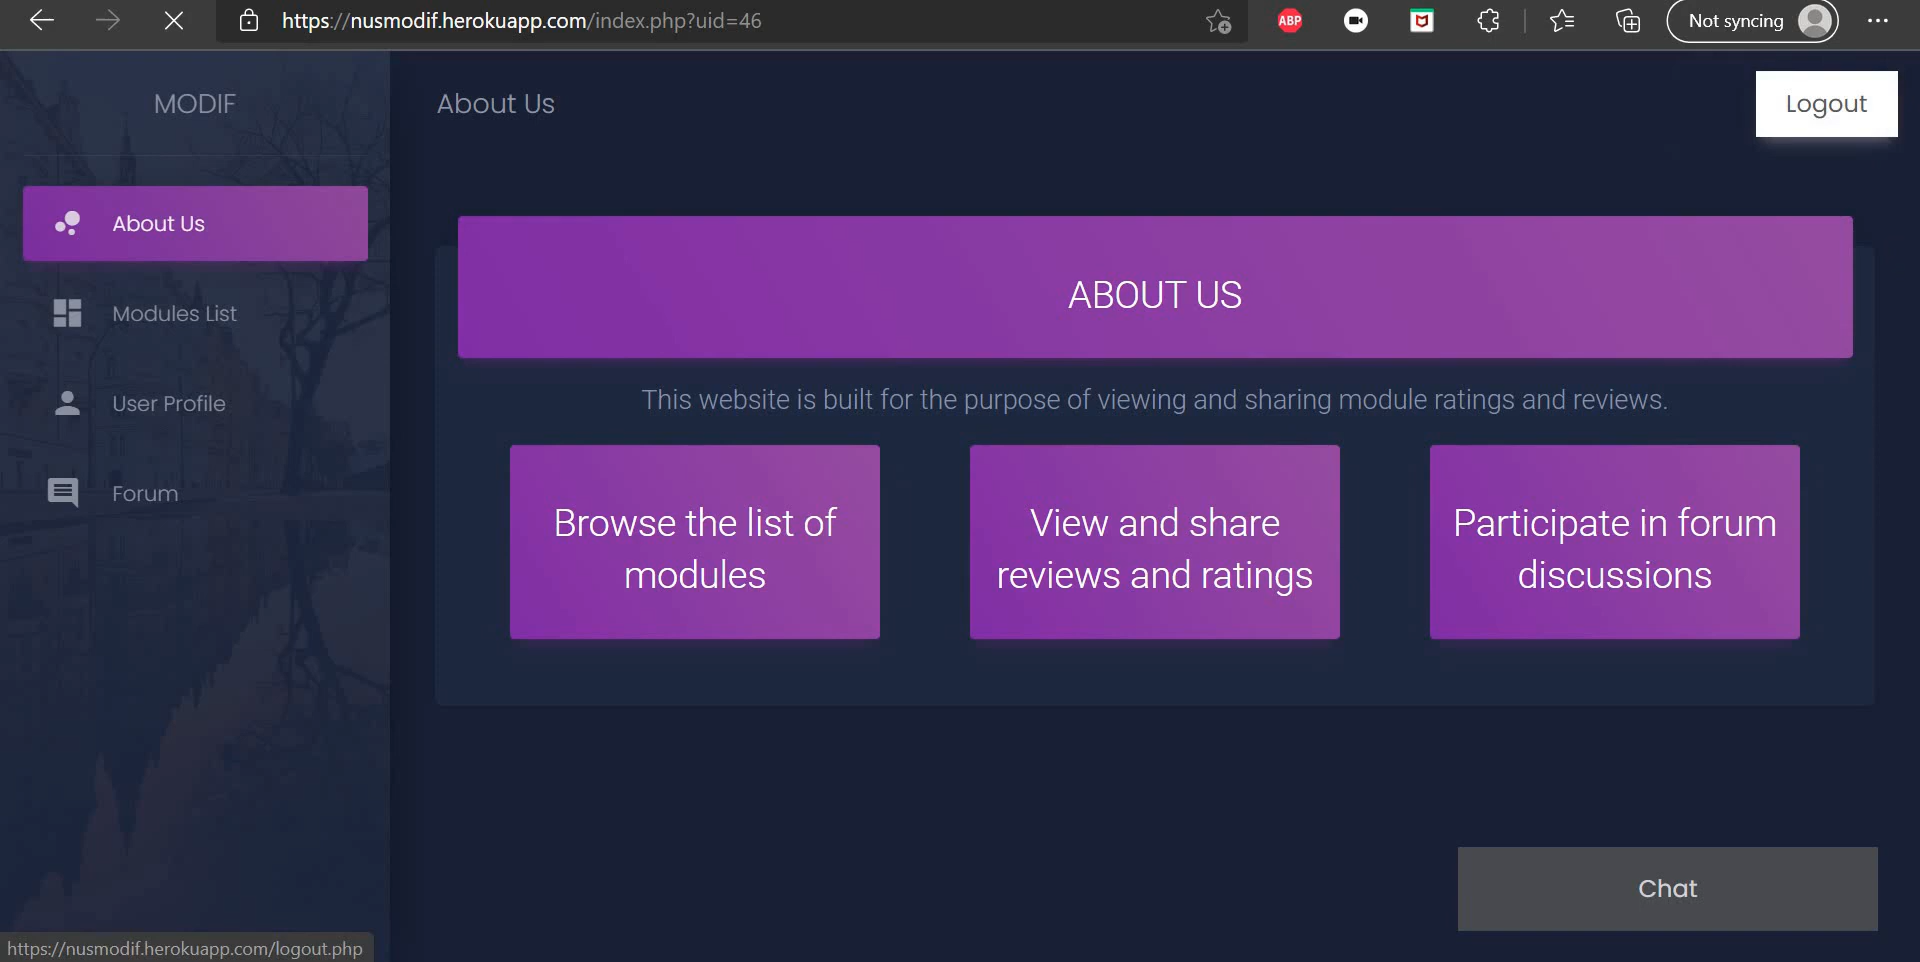 https://nusmodif.herokuapp.com/index.php?uid=46
ABP
Not syncing
MODIF
About Us
Logout
About Us
Modules List
User Profile
Forum
ABOUT US
This website is built for the purpose of viewing and sharing module ratings and reviews.
Browse the list of
modules
View and share
reviews and ratings
Participate in forum
discussions
Chat
https://nusmodif.herokuapp.com/logout.php